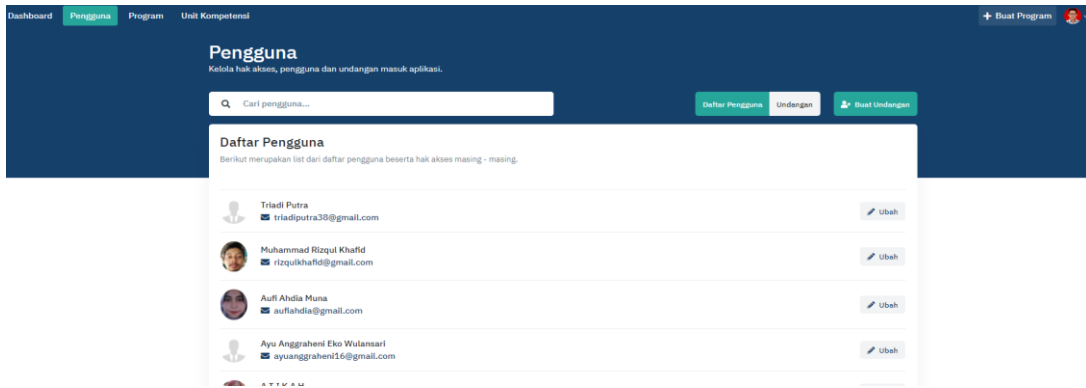 Dashboard Pengguna Program Unit Kompetensi + Buat Program
Pengguna
Kelola hak akses, pengguna dan undangan masuk aplikasi.
Cari pengguna... Daftar Pengguna Undangan Buat Undangan
Daftar Pengguna
Berikut merupakan list dari daftar pengguna beserta hak akses masing - masing.
Triadi Putra
triadiputra38@gmail.com Ubah
Muhammad Rizqul Khafid
rizqulkhafid@gmail.com Ubah
Aufi Ahdia Muna
aufiahdia@gmail.com Ubah
Ayu Anggraheni Eko Wulansari
ayuanggraheni16@gmail.com Ubah
A T I K A H